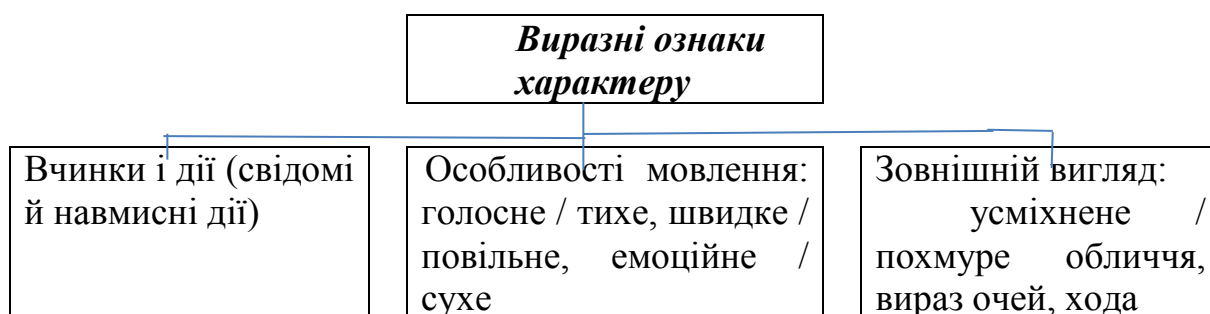 Виразні ознаки
характеру
Вчинки і дії (свідомі
й навмисні дії)
Особливості мовлення:
голосне / тихе, швидке /
повільне, емоційне /
сухе
Зовнішній вигляд:
усміхнене /
похмуре обличчя,
вираз очей, хода